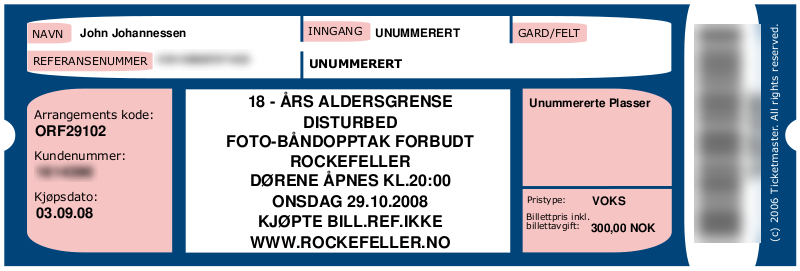 NAVN John Johannessen
INNGANG UNUMMERERT
GARD/FELT
REFERANSENUMMER
UNUMMERERT
Arrangements kode:
ORF29102
Kundenummer:
Kjøpsdato:
03.09.08
18 - ÅRS ALDERSGRENSE
DISTURBED
FOTO-BÅNDOPPTAK FORBUDT
ROCKEFELLER
DØRENE ÅPNES KL.20:00
ONSDAG 29.10.2008
KJØPTE BILL.REF.IKKE
WWW.ROCKEFELLER.NO
Unummererte Plasser
Pristype: VOKS
Billettpris inkl.
billettavgift: 300,00 NOK
(c) 2006 Ticketmaster. All rights reserved.